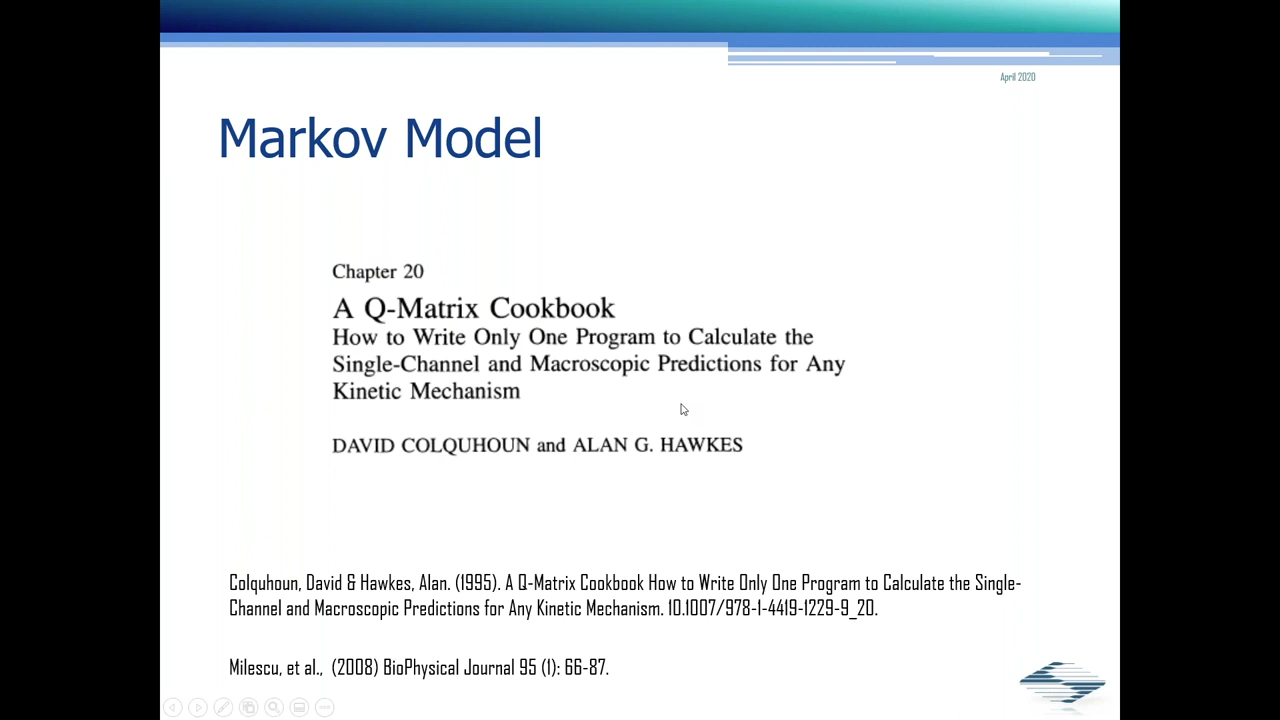 April 2020
Markov Model
Chapter 20
A Q-Matrix Cookbook
How to Write Only One Program to Calculate the
Single-Channel and Macroscopic Predictions for Any
Kinetic Mechanism
DAVID COLQUHOUN and ALAN G. HAWKES
Colquhoun, David & Hawkes, Alan. (1995). A Q-Matrix Cookbook How to Write Only One Program to Calculate the Single-
Channel and Macroscopic Predictions for Any Kinetic Mechanism. 10.1007/978-1-4419-1229-9_20.
Milescu, et al., (2008) BioPhysical Journal 95 (1): 66-87.